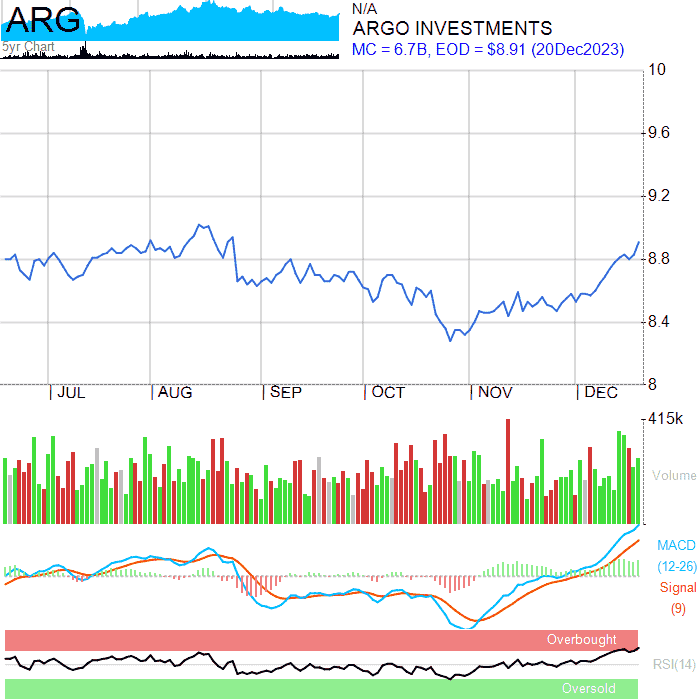 ARG
5yr Chart
N/A
ARGO INVESTMENTS
MC = 6.7B, EOD = $8.91 (20Dec2023)
10
9.6
9.2
8.8
8.4
8
JUL AUG SEP OCT NOV DEC
415k
Volume
MACD
(12-26)
Signal
(9)
Overbought
RSI(14)
Oversold